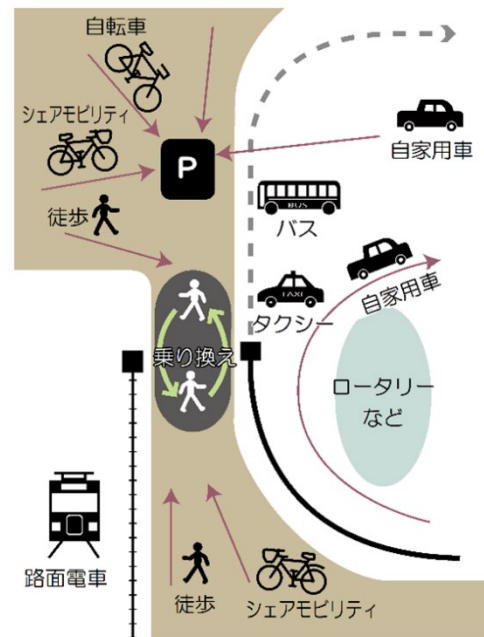 自転車
シェアモビリティ
P
自家用車
徒歩
BUS
バス
自家用車
TAXI
タクシー
乗り換え
ロータリー
など
路面電車
徒歩
シェアモビリティ